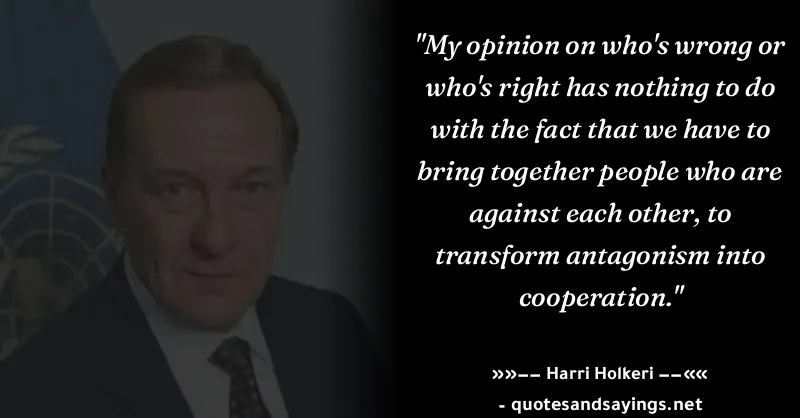 "My opinion on who's wrong or
who's right has nothing to do
with the fact that we have to
bring together people who are
against each other, to
transform antagonism into
cooperation."
»»−− Harri Holkeri −−««
- quotesandsayings.net